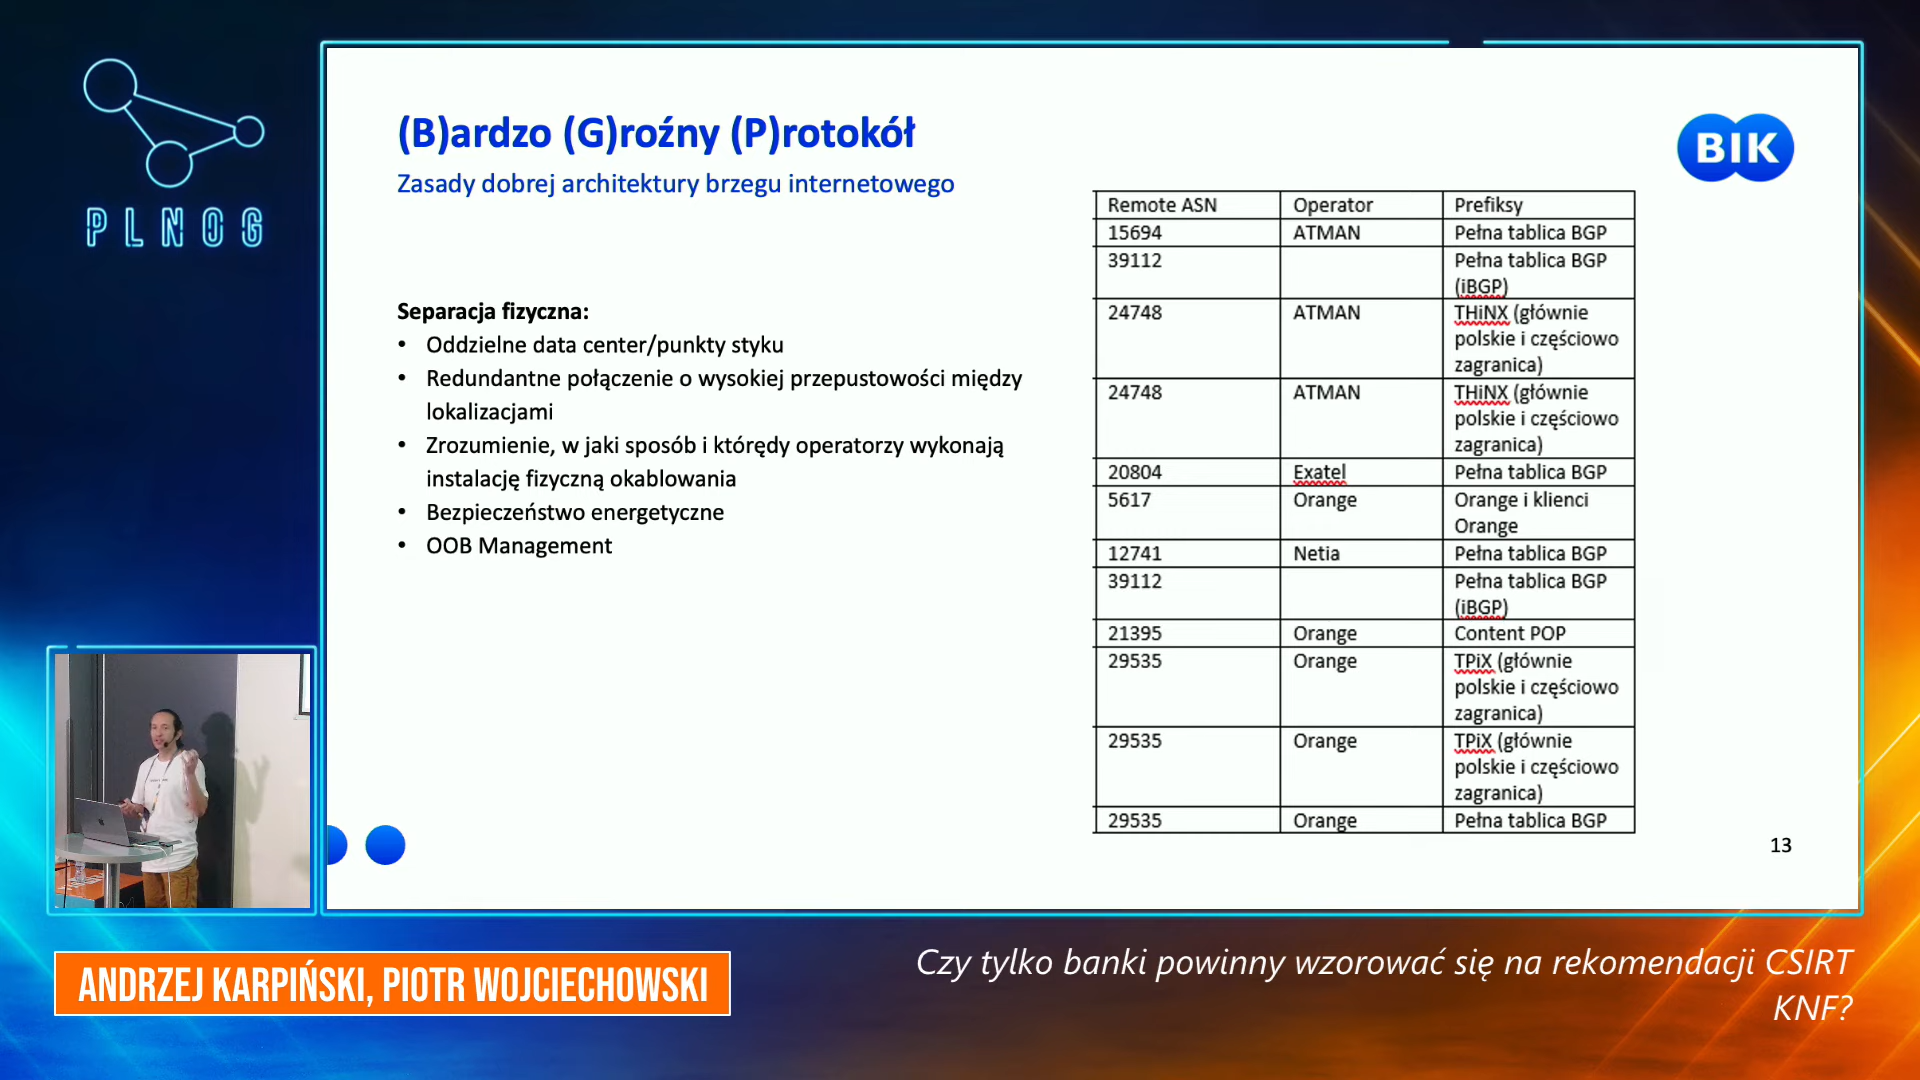 PLNOG
(B)ardzo (G)roźny (P)rotokół
Zasady dobrej architektury brzegu internetowego
BIK
Separacja fizyczna:
• Oddzielne data center/punkty styku
• Redundantne połączenie o wysokiej przepustowości między
lokalizacjami
• Zrozumienie, w jaki sposób i którędy operatorzy wykonają
instalację fizyczną okablowania
• Bezpieczeństwo energetyczne
• OOB Management
Remote ASN Operator Prefiksy
15694 ATMAN Pełna tablica BGP
39112 Pełna tablica BGP
(iBGP)
24748 ATMAN THiNX (głównie
polskie i częściowo
zagranica)
24748 ATMAN THiNX (głównie
polskie i częściowo
zagranica)
20804 Exatel Pełna tablica BGP
5617 Orange Orange i klienci
Orange
12741 Netia Pełna tablica BGP
39112 Pełna tablica BGP
(iBGP)
21395 Orange Content POP
29535 Orange TPiX (głównie
polskie i częściowo
zagranica)
29535 Orange TPiX (głównie
polskie i częściowo
zagranica)
29535 Orange Pełna tablica BGP
13
ANDRZEJ KARPIŃSKI, PIOTR WOJCIECHOWSKI
Czy tylko banki powinny wzorować się na rekomendacji CSIRT
KNF?